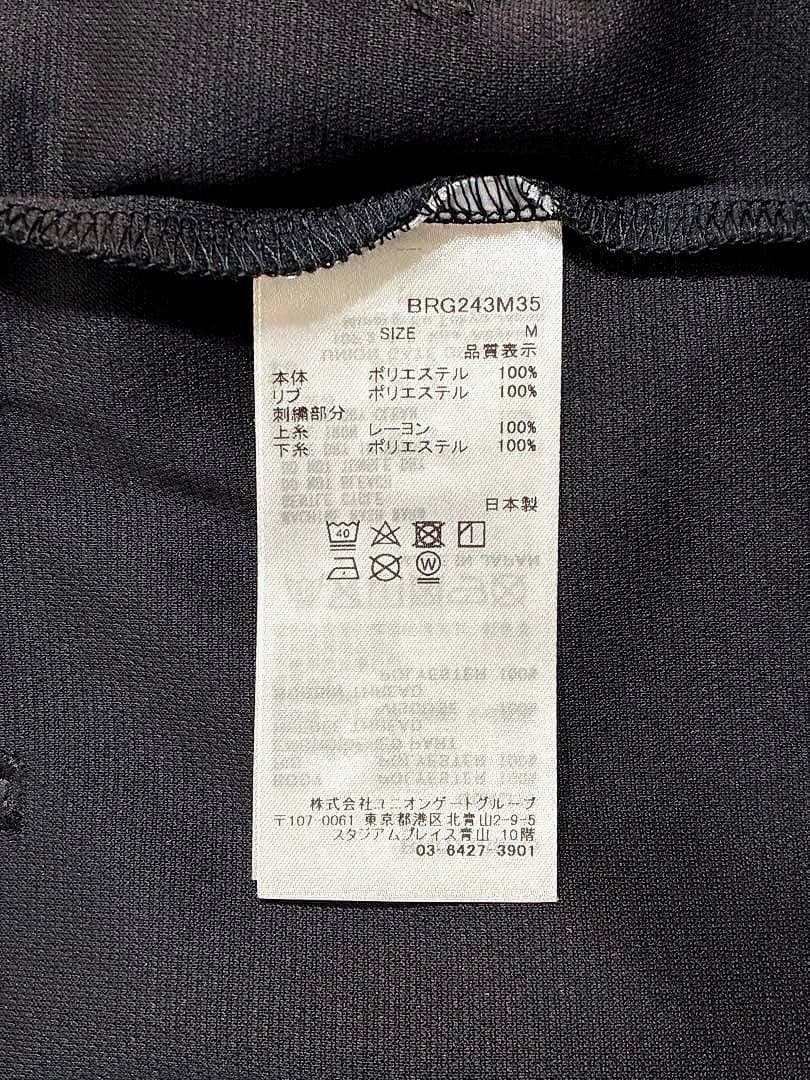 BRG243M35
SIZE M
品質表示
本体 ポリエステル 100%
リブ ポリエステル 100%
刺繍部分
上糸 レーヨン 100%
下糸 ポリエステル 100%
日本製
40
W
株式会社ユニオンゲートグループ
〒107-0061 東京都港区北青山2-9-5
スタジアムプレイス青山 10階
03-6427-3901